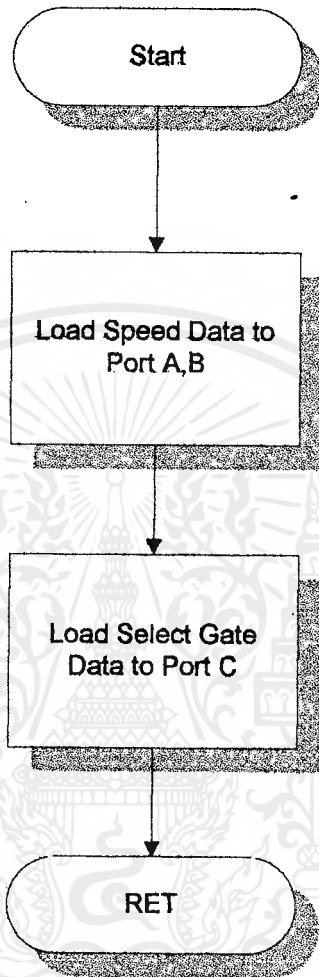 Start
Load Speed Data to
Port A,B
Load Select Gate
Data to Port C
RET